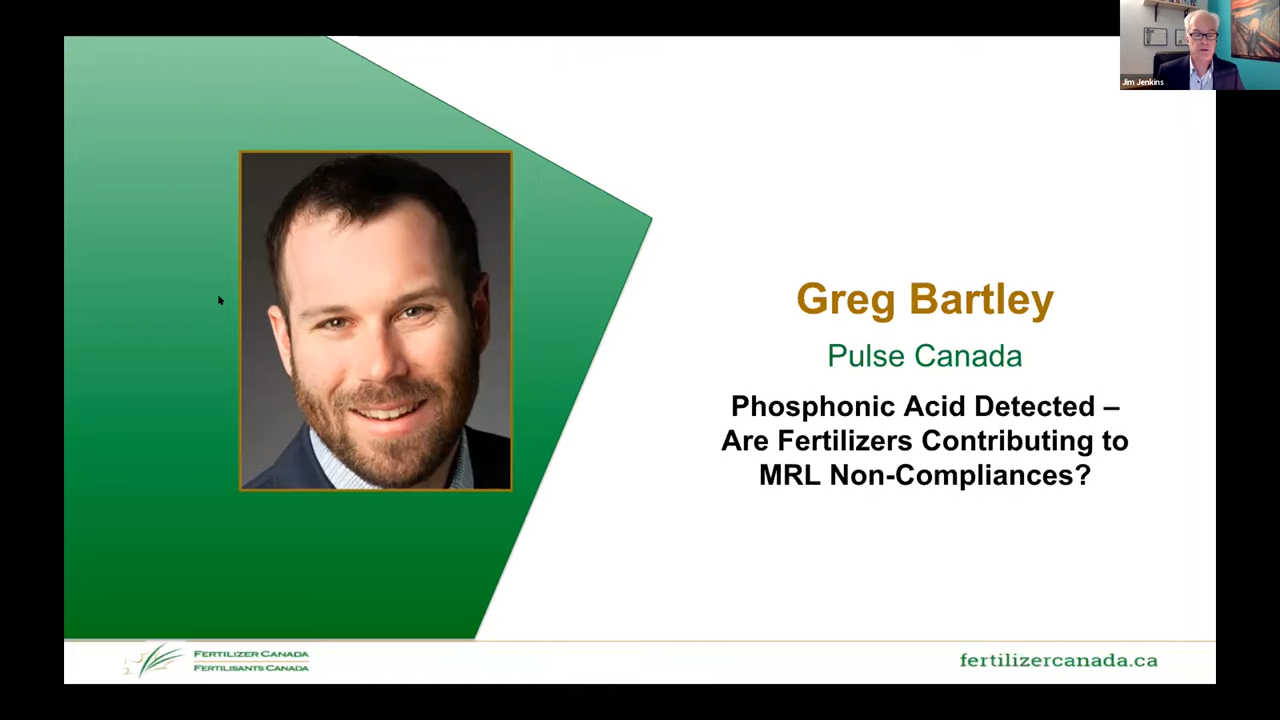 Jim Jenkins
Greg Bartley
Pulse Canada
Phosphonic Acid Detected –
Are Fertilizers Contributing to
MRL Non-Compliances?
FERTILIZER CANADA
FERTILISANTS CANADA
fertilizercanada.ca